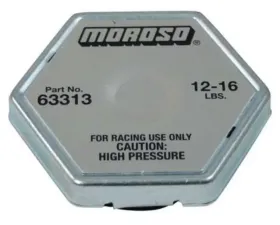 MOROSO®
Part No.
63313
12-16
LBS.
FOR RACING USE ONLY
CAUTION:
HIGH PRESSURE